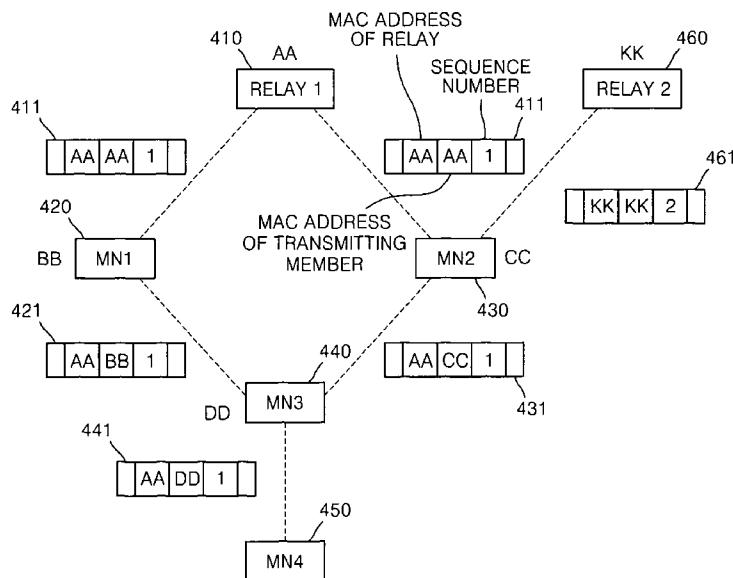 MAC ADDRESS
OF RELAY
410
AA
460
KK
RELAY 1
SEQUENCE
NUMBER
RELAY 2
411
411
AA AA 1
AA AA 1
461
KK KK 2
420
MAC ADDRESS
OF TRANSMITTING
MEMBER
BB
MN1
MN2
CC
430
421
AA BB 1
440
AA CC 1
431
DD
MN3
441
AA DD 1
450
MN4